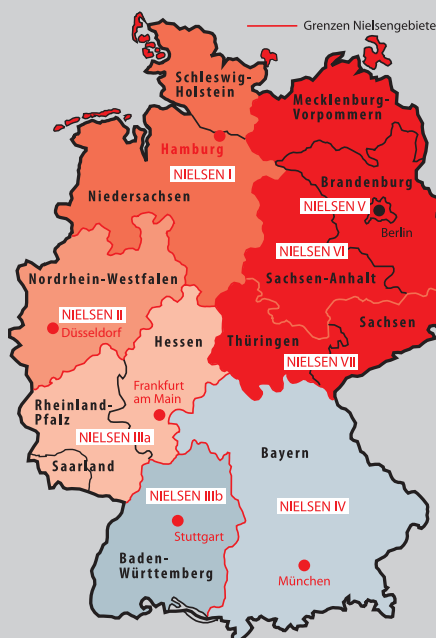 Grenzen Nielsengebiete
Schleswig-
Holstein
Mecklenburg-
Vorpommern
Hamburg
NIELSEN I
Brandenburg
Niedersachsen
NIELSEN V
Berlin
NIELSEN VI
Nordrhein-Westfalen
Sachsen-Anhalt
NIELSEN II
Düsseldorf
Hessen
Thüringen
Sachsen
NIELSEN VII
Frankfurt
am Main
Rheinland-
Pfalz
NIELSEN IIIa
Saarland
Bayern
NIELSEN IIIb
NIELSEN IV
Stuttgart
Baden-
Württemberg
München